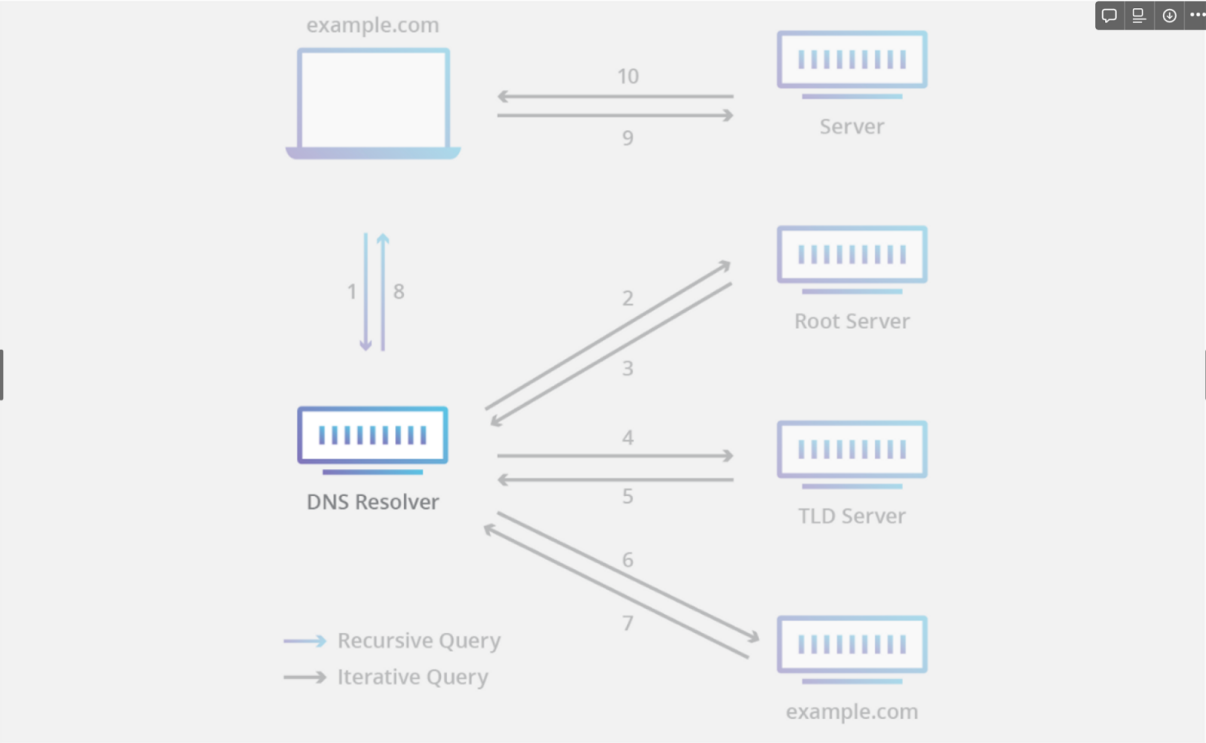 example.com
10
9
Server
1
8
2
3
Root Server
DNS Resolver
4
5
TLD Server
6
7
Recursive Query
Iterative Query
example.com